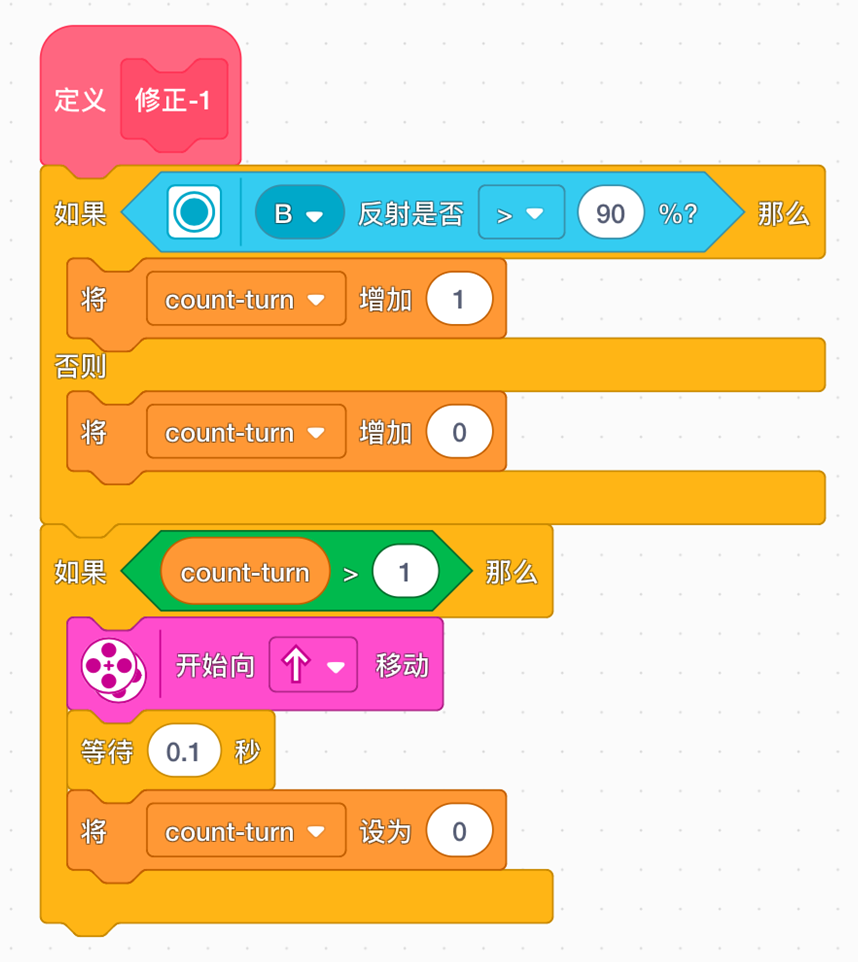 定义 修正-1
如果 B 反射是否 > 90 %? 那么
将 count-turn 增加 1
否则
将 count-turn 增加 0
如果 count-turn > 1 那么
开始向 ↑ 移动
等待 0.1 秒
将 count-turn 设为 0